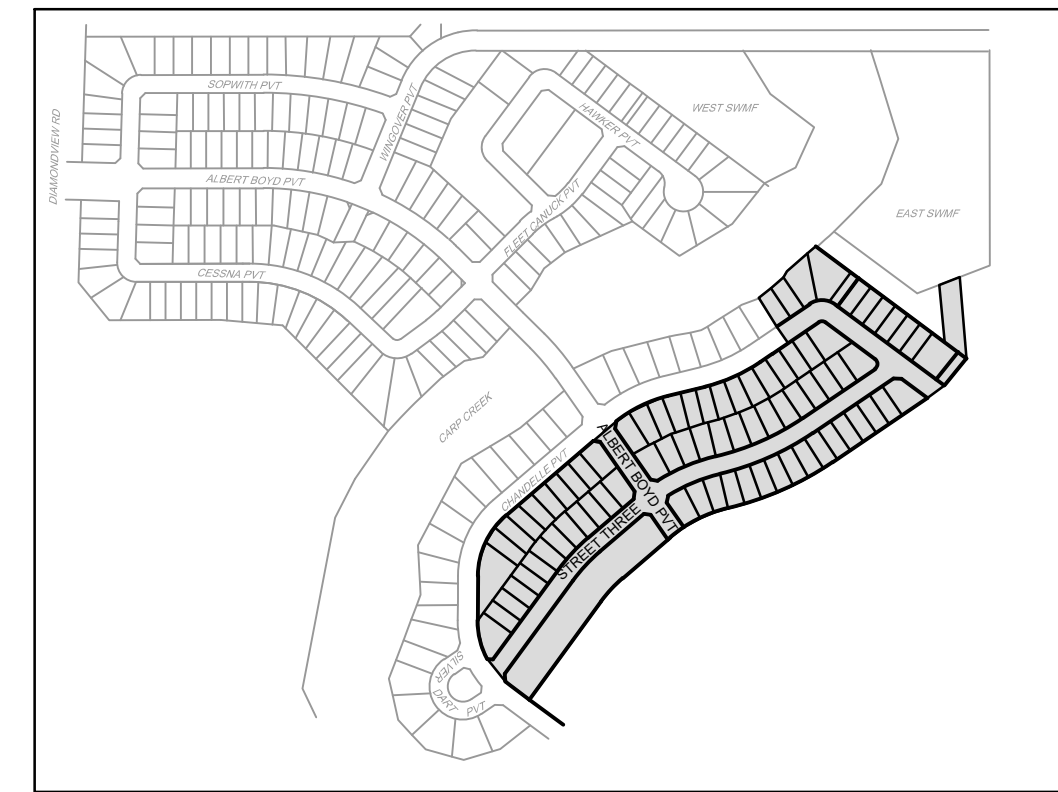 SOPWITH PVT
WINGOVER PVT
HAWKER PVT
WEST SWMF
DIAMONDVIEW RD
ALBERT BOYD PVT
FLEET CANUCK PVT
EAST SWMF
CESSNA PVT
CARP CREEK
CHANDELLE PVT
ALBERT BOYD PVT
STREET THREE
SILVER
DART
PVT